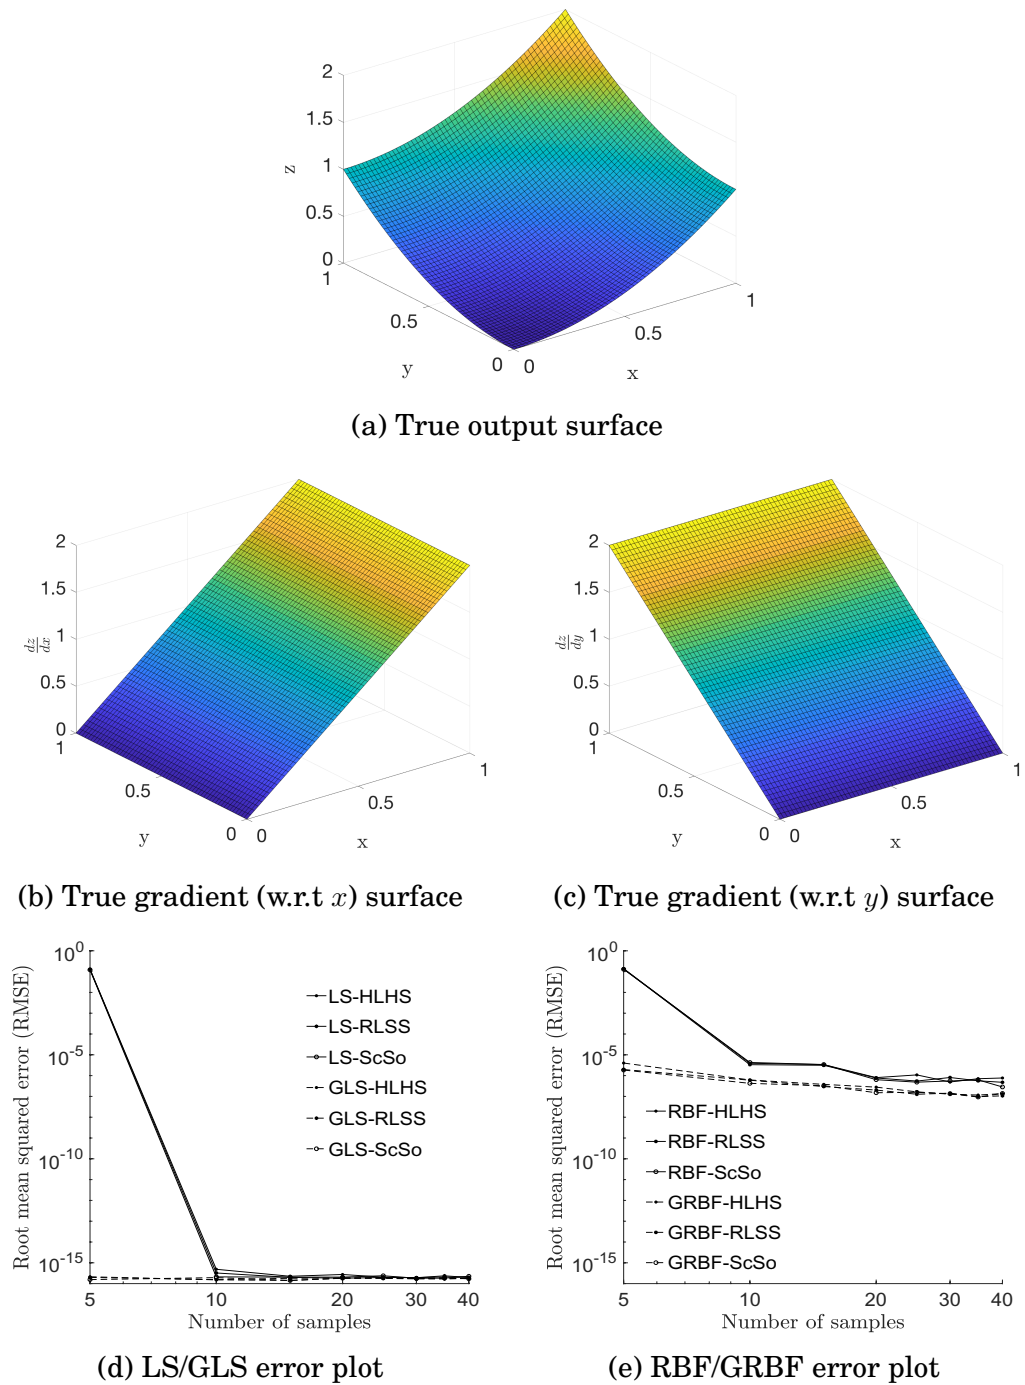 2
1.5
1
0.5
0
z
1
0.5
0
y
0
0.5
1
x
(a) True output surface
2
1.5
1
0.5
0
dz
dx
1
0.5
0
y
0
0.5
1
x
2
1.5
1
0.5
0
dz
dy
1
0.5
0
y
0
0.5
1
x
(b) True gradient (w.r.t x) surface
(c) True gradient (w.r.t y) surface
Root mean squared error (RMSE)
10^0
10^-5
10^-10
10^-15
LS-HLHS
LS-RLSS
LS-ScSo
GLS-HLHS
GLS-RLSS
GLS-ScSo
5 10 20 30 40
Number of samples
Root mean squared error (RMSE)
10^0
10^-5
10^-10
10^-15
RBF-HLHS
RBF-RLSS
RBF-ScSo
GRBF-HLHS
GRBF-RLSS
GRBF-ScSo
5 10 20 30 40
Number of samples
(d) LS/GLS error plot
(e) RBF/GRBF error plot